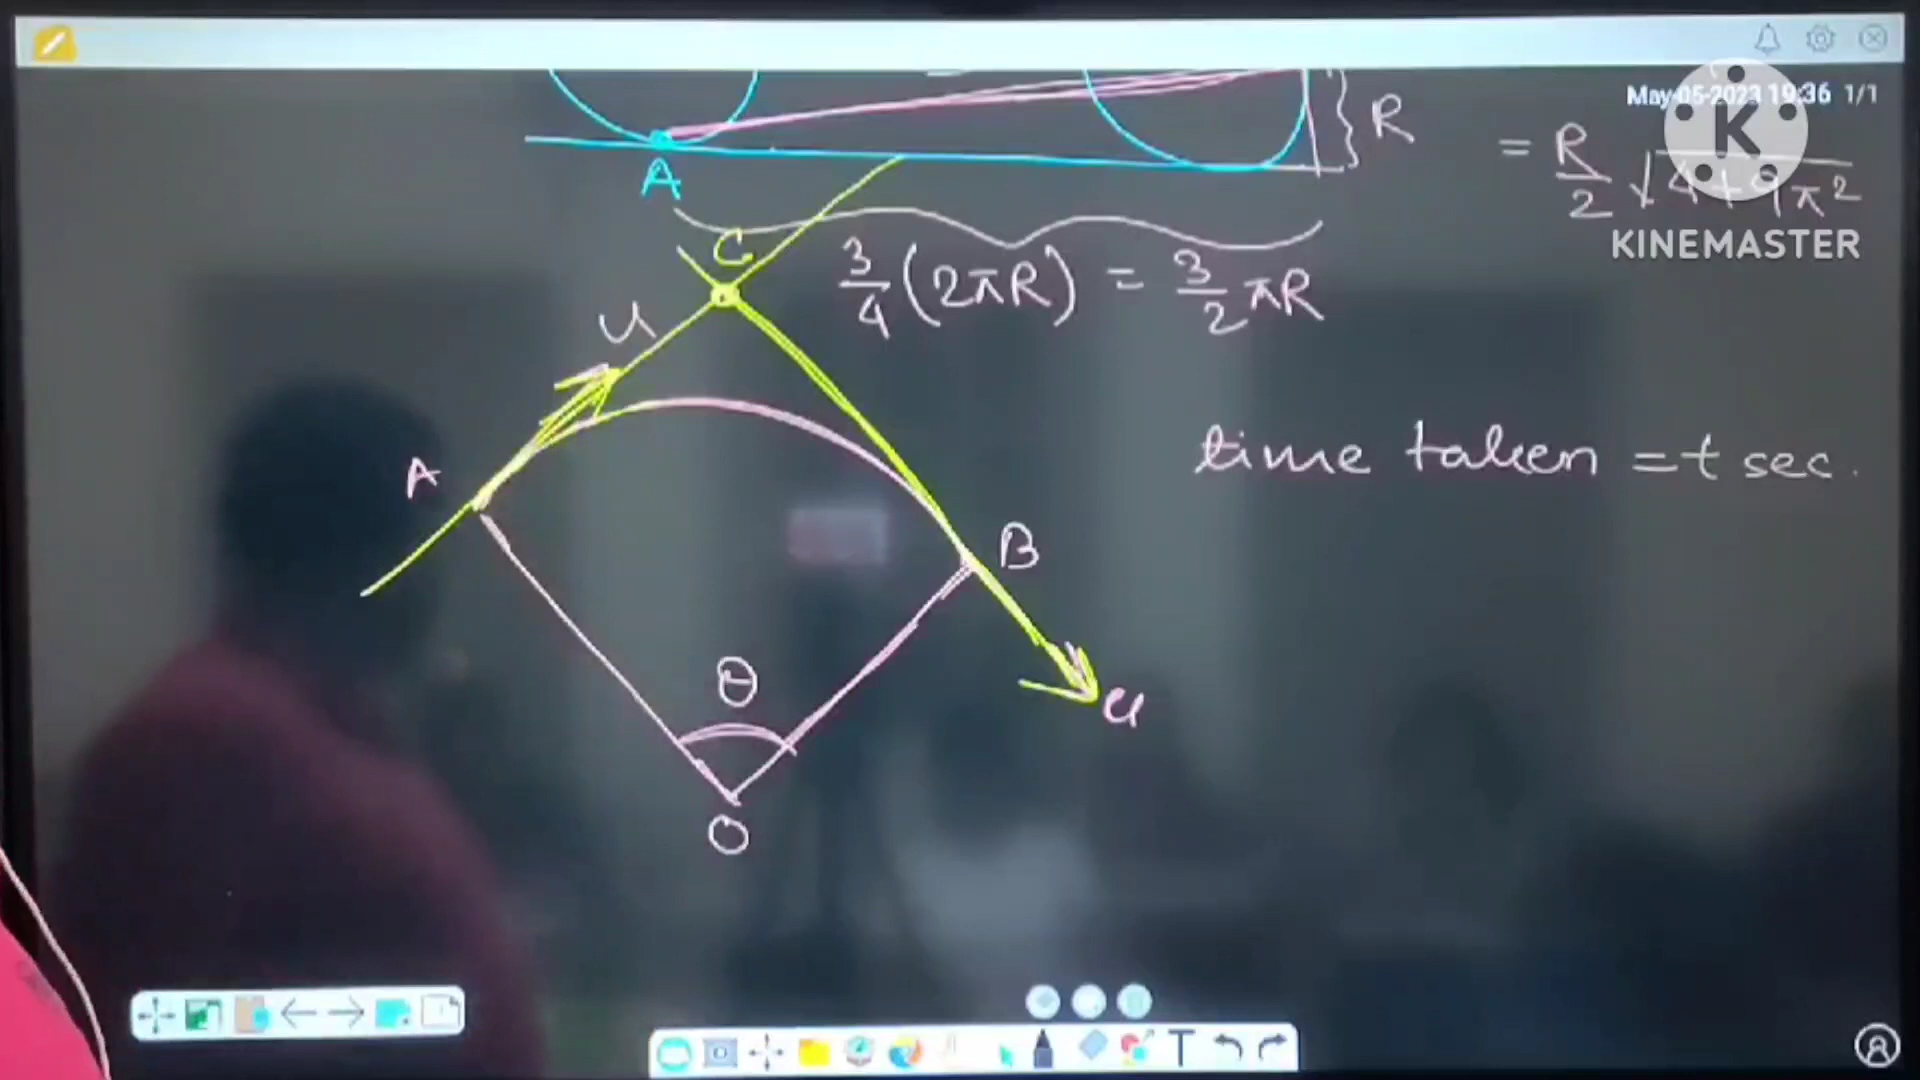 May-05-2023 19:36 1/1
R
= R/2 √4+9π²
A
KINEMASTER
C
3/4 (2πR) = 3/2 πR
u
A
time taken = t sec.
B
θ
u
O